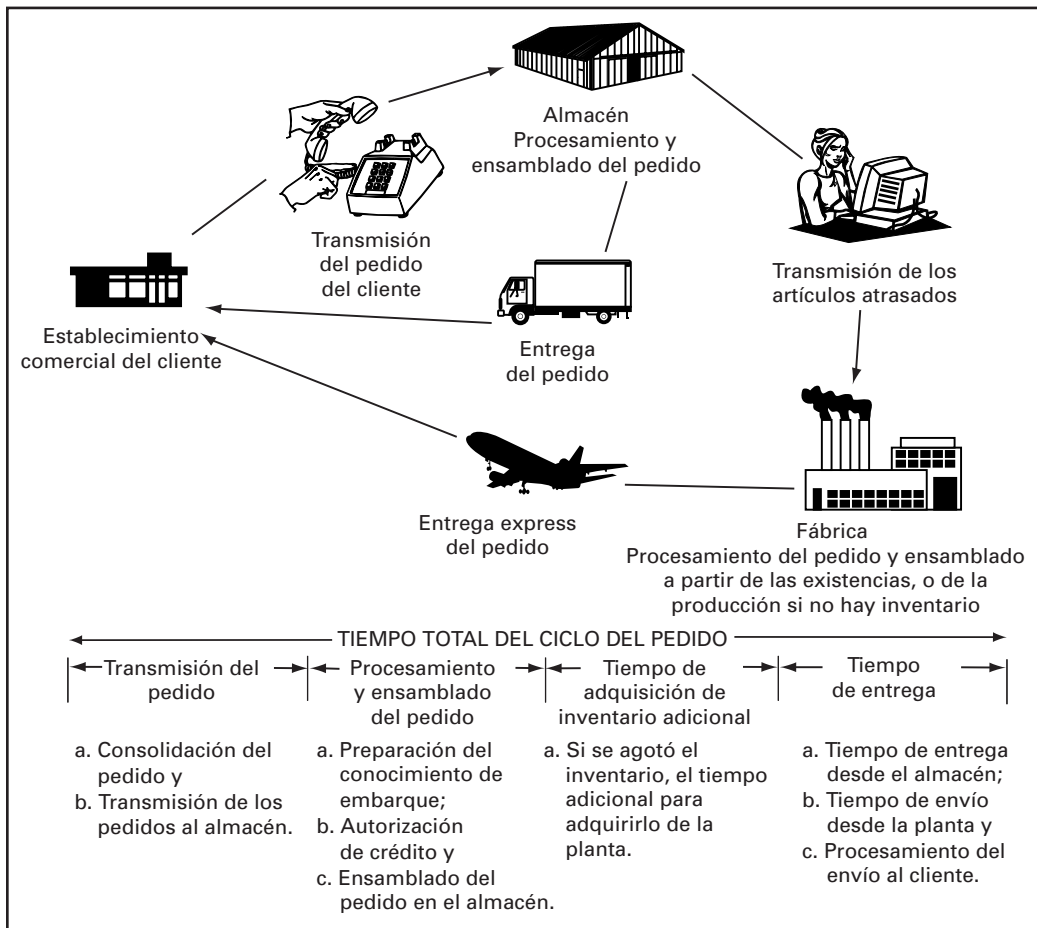 Almacén
Procesamiento y
ensamblado del pedido
Transmisión
del pedido
del cliente
Transmisión de los
artículos atrasados
Establecimiento
comercial del cliente
Entrega
del pedido
Entrega express
del pedido
Fábrica
Procesamiento del pedido y ensamblado
a partir de las existencias, o de la
producción si no hay inventario
TIEMPO TOTAL DEL CICLO DEL PEDIDO
Transmisión del
pedido
a. Consolidación del
pedido y
b. Transmisión de los
pedidos al almacén.
Procesamiento
y ensamblado
del pedido
a. Preparación del
conocimiento de
embarque;
b. Autorización
de crédito y
c. Ensamblado del
pedido en el almacén.
Tiempo de
adquisición de
inventario adicional
a. Si se agotó el
inventario, el tiempo
adicional para
adquirirlo de la
planta.
Tiempo
de entrega
a. Tiempo de entrega
desde el almacén;
b. Tiempo de envío
desde la planta y
c. Procesamiento del
envío al cliente.